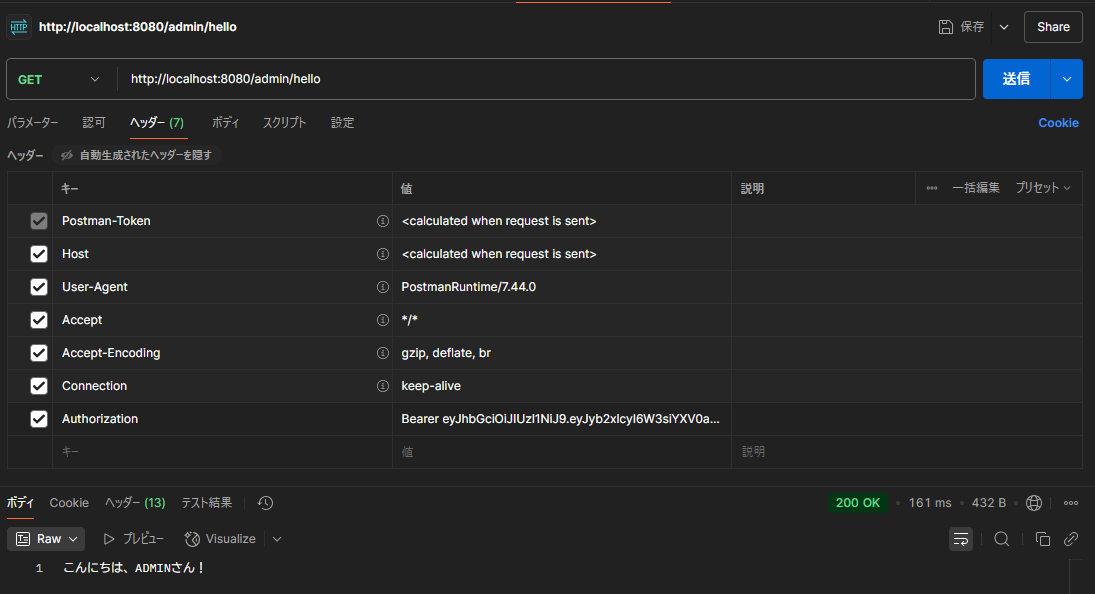 HTTP http://localhost:8080/admin/hello 保存 Share
GET http://localhost:8080/admin/hello 送信
パラメーター 認可 ヘッダー (7) ボディ スクリプト 設定 Cookie
ヘッダー 自動生成されたヘッダーを隠す
キー 値 説明 一括編集 プリセット
Postman-Token <calculated when request is sent>
Host <calculated when request is sent>
User-Agent PostmanRuntime/7.44.0
Accept */*
Accept-Encoding gzip, deflate, br
Connection keep-alive
Authorization Bearer eyJhbGciOiJIUzI1NiJ9.eyJyb2xlcyI6W3siYXV0a...
キー 値 説明
ボディ Cookie ヘッダー (13) テスト結果 200 OK 161 ms 432 B
Raw プレビュー Visualize
1 こんにちは、ADMINさん！